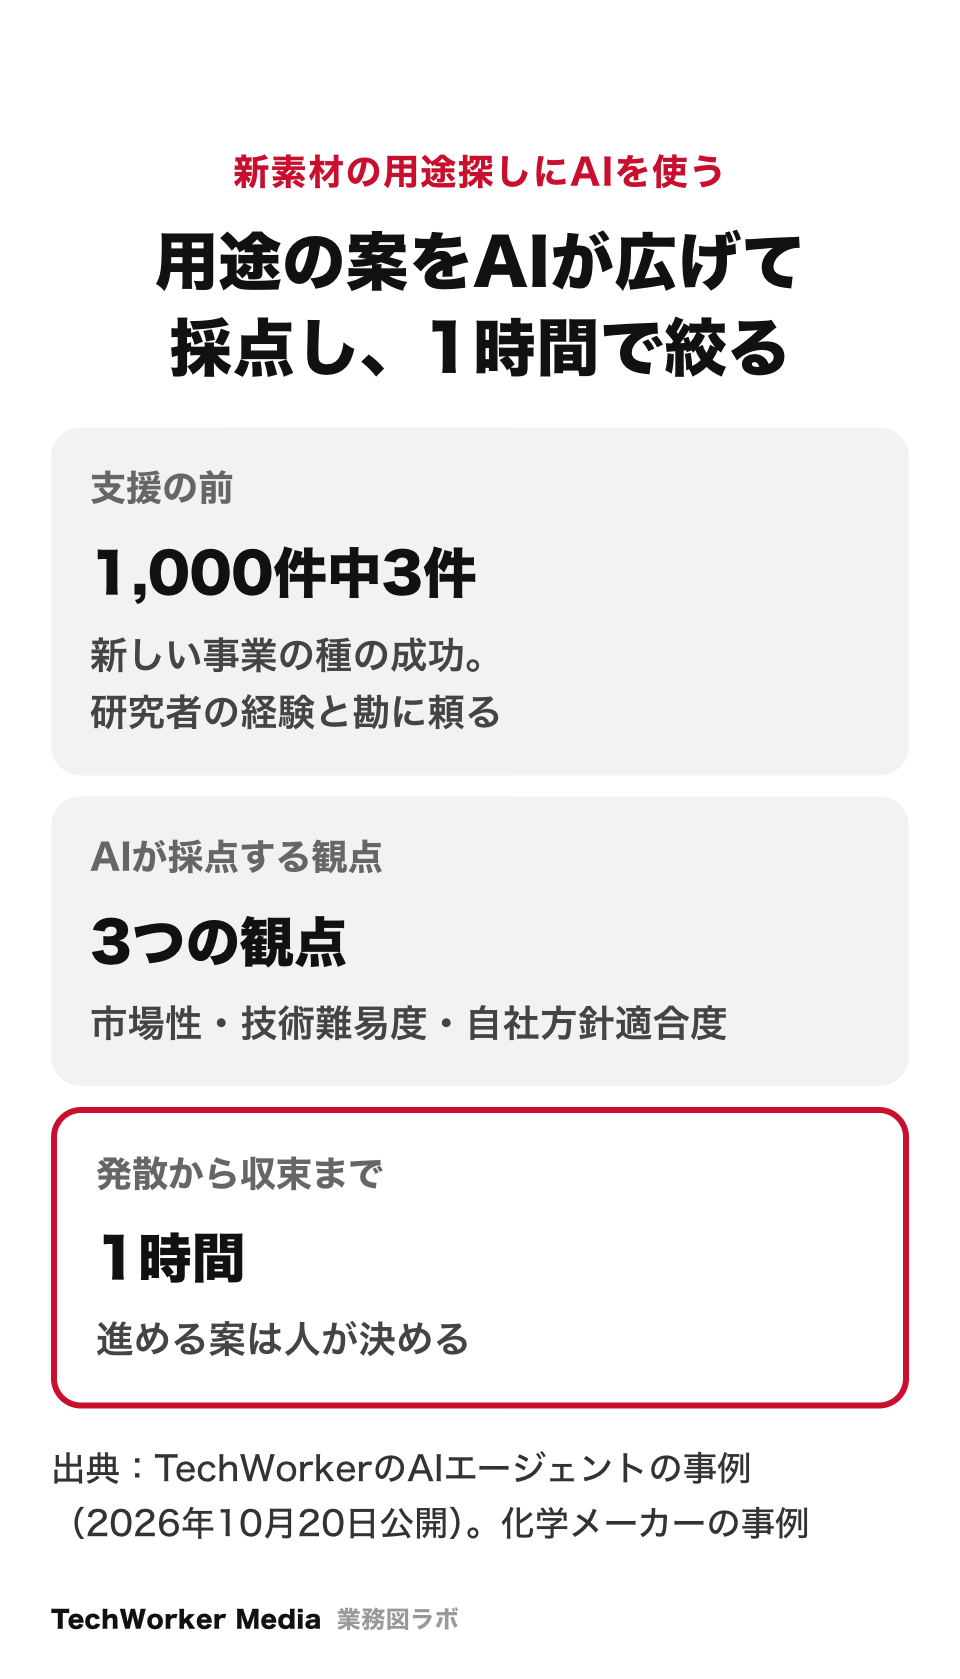 新素材の用途探しにAIを使う
用途の案をAIが広げて
採点し、1時間で絞る
支援の前
1,000件中3件
新しい事業の種の成功。
研究者の経験と勘に頼る
AIが採点する観点
3つの観点
市場性・技術難易度・自社方針適合度
発散から収束まで
1時間
進める案は人が決める
出典：TechWorkerのAIエージェントの事例
（2026年10月20日公開）。化学メーカーの事例
TechWorker Media 業務図ラボ